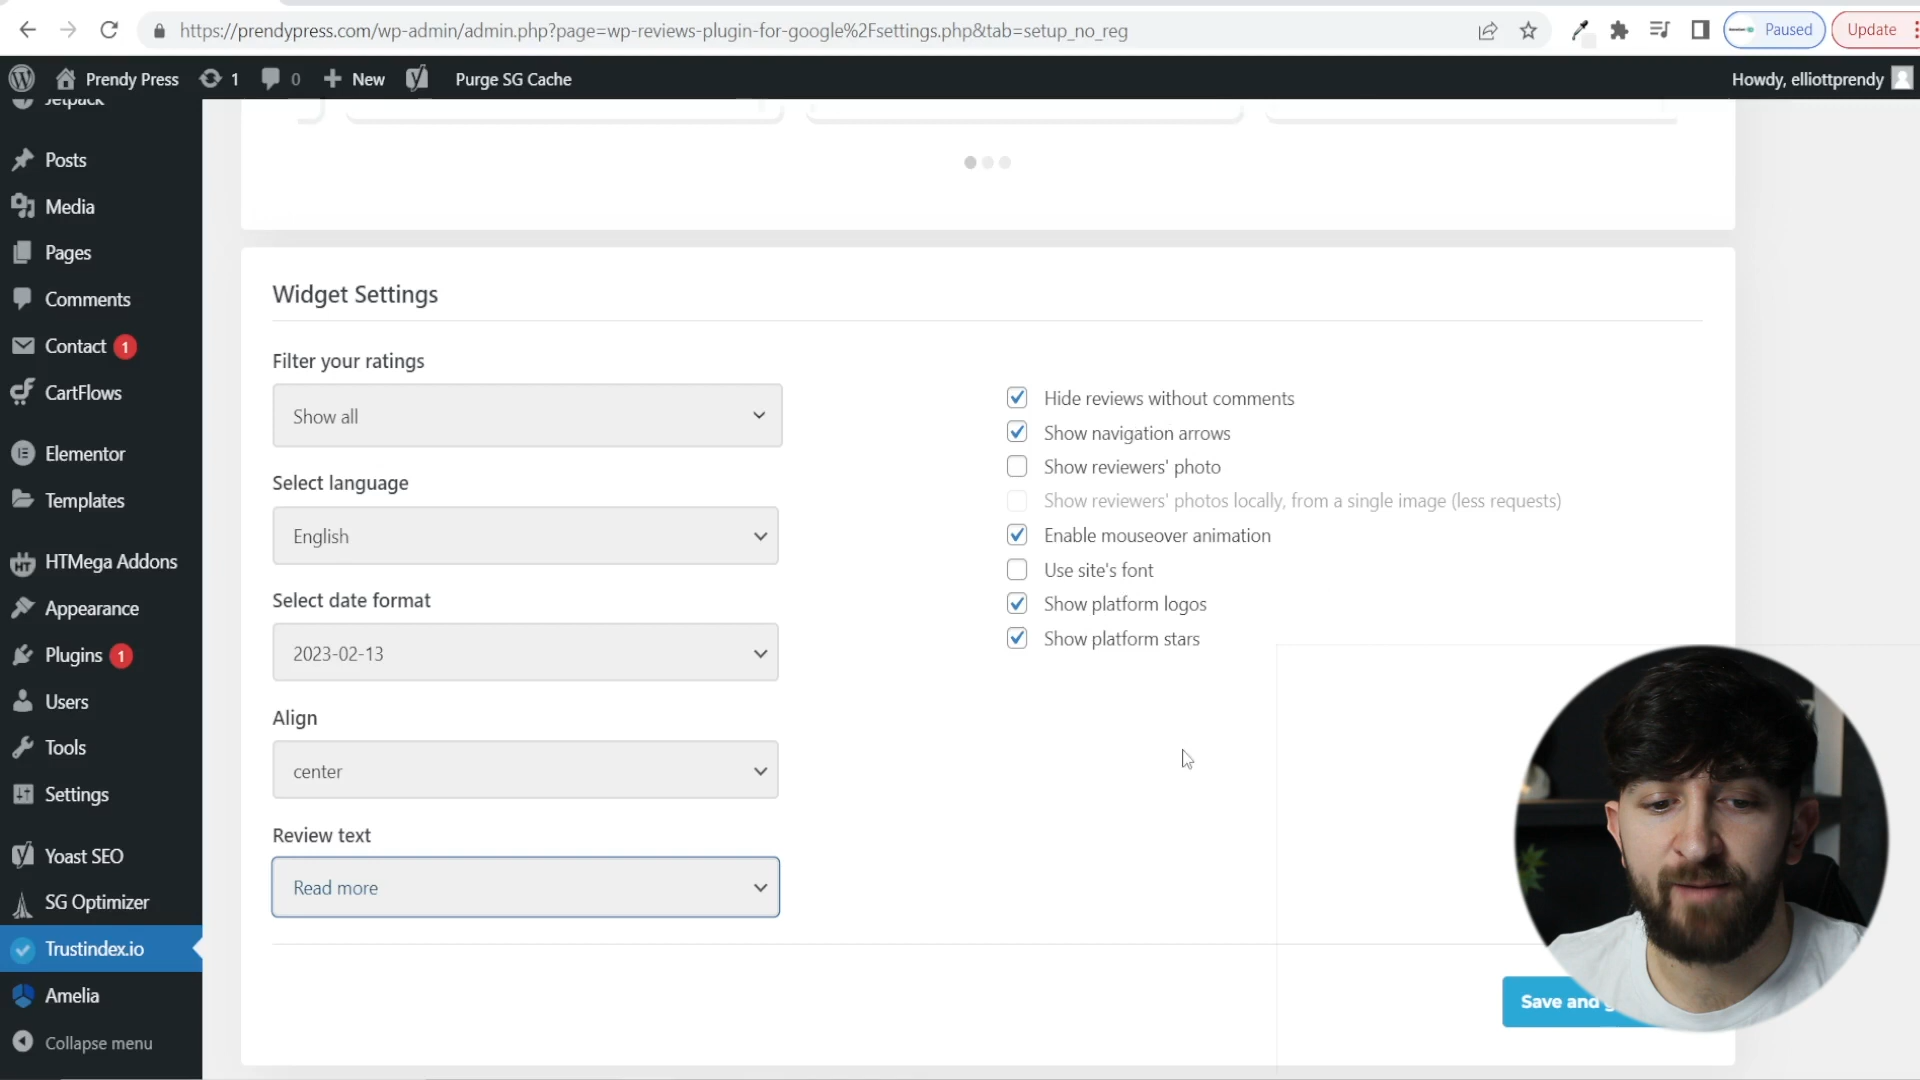 https://prendypress.com/wp-admin/admin.php?page=wp-reviews-plugin-for-google%2Fsettings.php&tab=setup_no_reg
Paused
Update
Prendy Press
1
0
New
Purge SG Cache
Howdy, elliottprendy
Jetpack
Posts
Media
Pages
Comments
Contact 1
CartFlows
Elementor
Templates
HTMega Addons
Appearance
Plugins 1
Users
Tools
Settings
Yoast SEO
SG Optimizer
Trustindex.io
Amelia
Collapse menu
Widget Settings
Filter your ratings
Show all
Select language
English
Select date format
2023-02-13
Align
center
Review text
Read more
Hide reviews without comments
Show navigation arrows
Show reviewers' photo
Show reviewers' photos locally, from a single image (less requests)
Enable mouseover animation
Use site's font
Show platform logos
Show platform stars
Save and